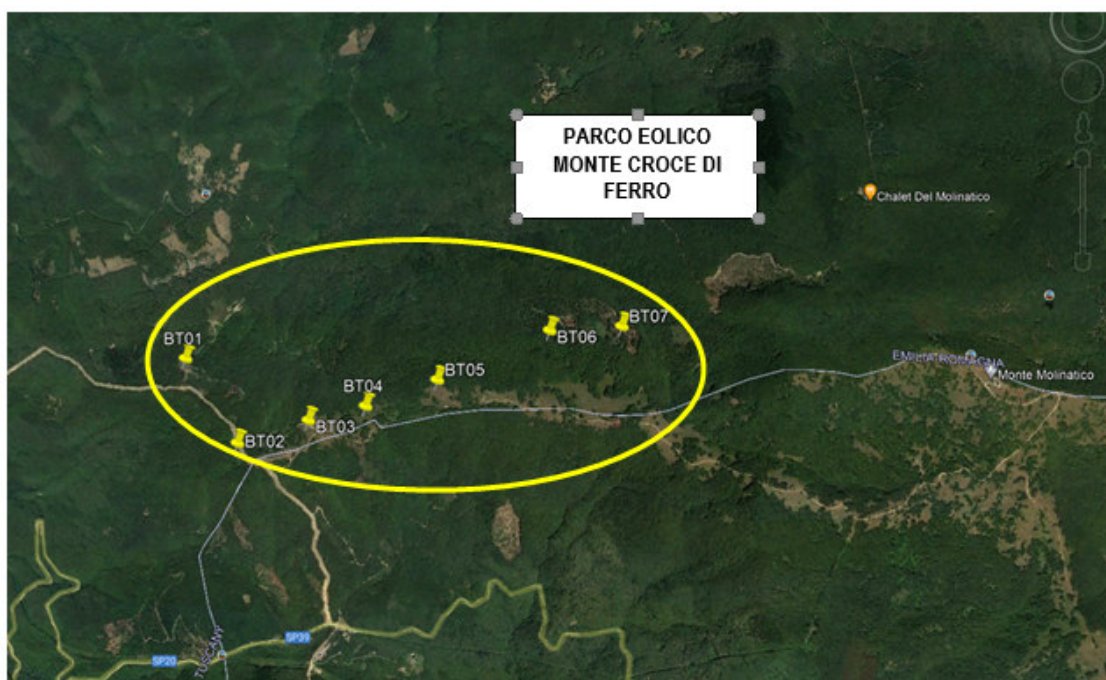 PARCO EOLICO
MONTE CROCE DI
FERRO
Chalet Del Molinatico
BT01
BT07
BT06
BT05
BT04
BT03
BT02
EMILIA-ROMAGNA
Monte Molinatico
TUSCANY
SP39
SP20